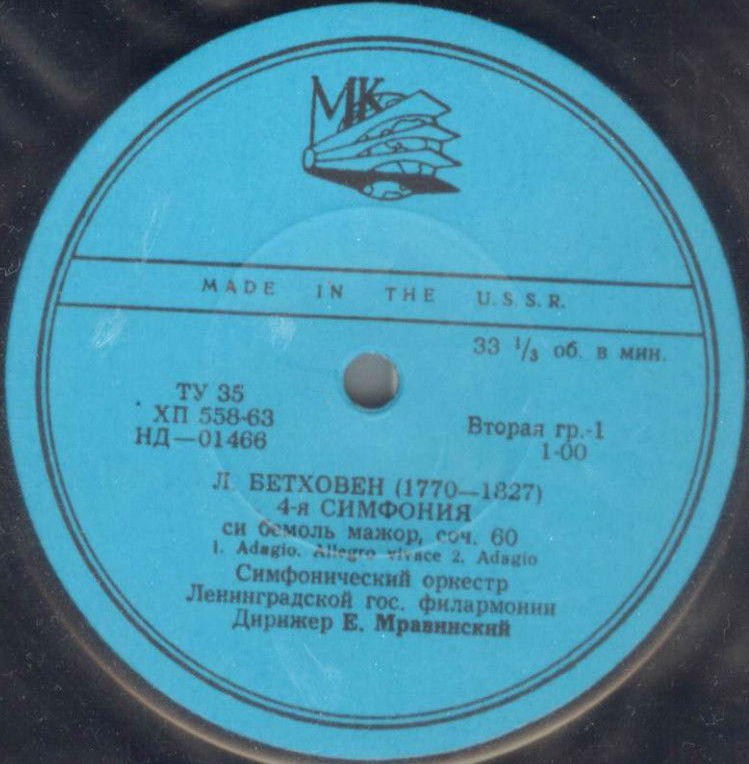 МК
MADE IN THE U.S.S.R.
33 1/3 об. в мин.
ТУ 35
ХП 558-63
НД—01466
Вторая гр.-1
1-00
Л. БЕТХОВЕН (1770—1827)
4-я СИМФОНИЯ
си бемоль мажор, соч. 60
1. Adagio. Allegro vivace 2. Adagio
Симфонический оркестр
Ленинградской гос. филармонии
Дирижер Е. Мравинский